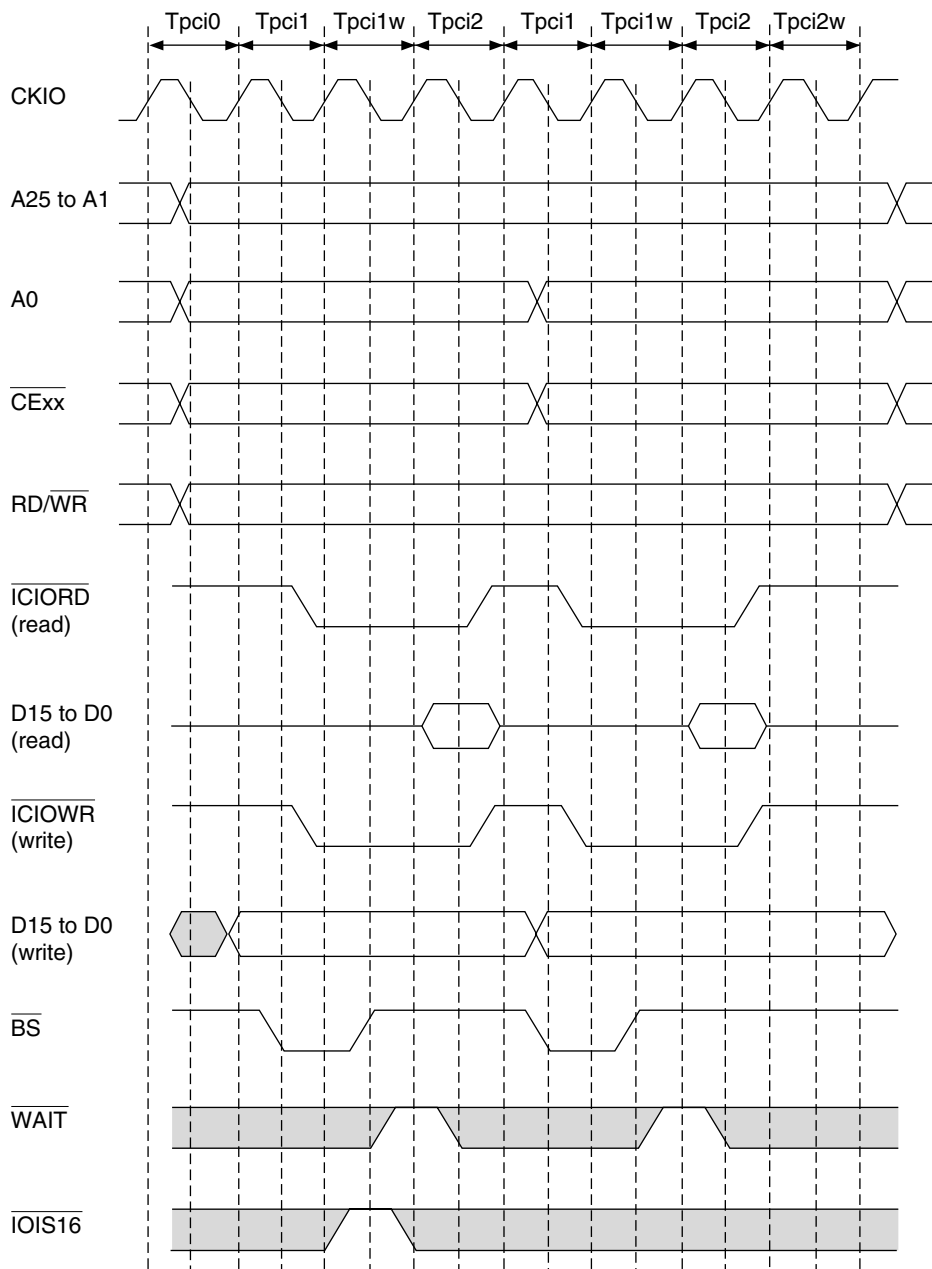 Tpci0 Tpci1 Tpci1w Tpci2 Tpci1 Tpci1w Tpci2 Tpci2w
CKIO
A25 to A1
A0
CExx
RD/WR
ICIORD
(read)
D15 to D0
(read)
ICIOWR
(write)
D15 to D0
(write)
BS
WAIT
IOIS16